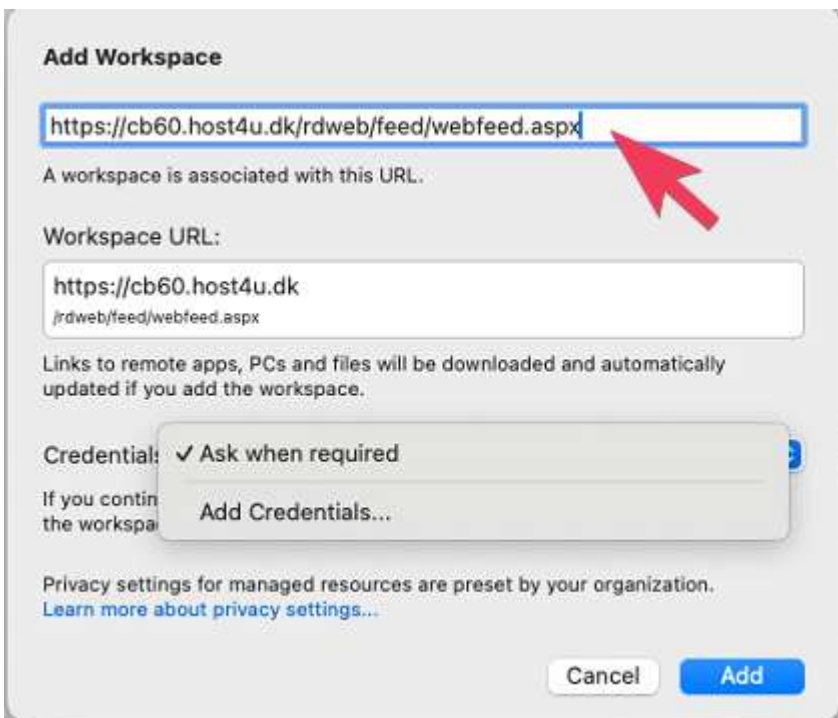 Add Workspace
https://cb60.host4u.dk/rdweb/feed/webfeed.aspx
A workspace is associated with this URL.
Workspace URL:
https://cb60.host4u.dk
/rdweb/feed/webfeed.aspx
Links to remote apps, PCs and files will be downloaded and automatically
updated if you add the workspace.
Credentials
✓ Ask when required
Add Credentials...
If you contin
the workspa
Privacy settings for managed resources are preset by your organization.
Learn more about privacy settings...
Cancel Add